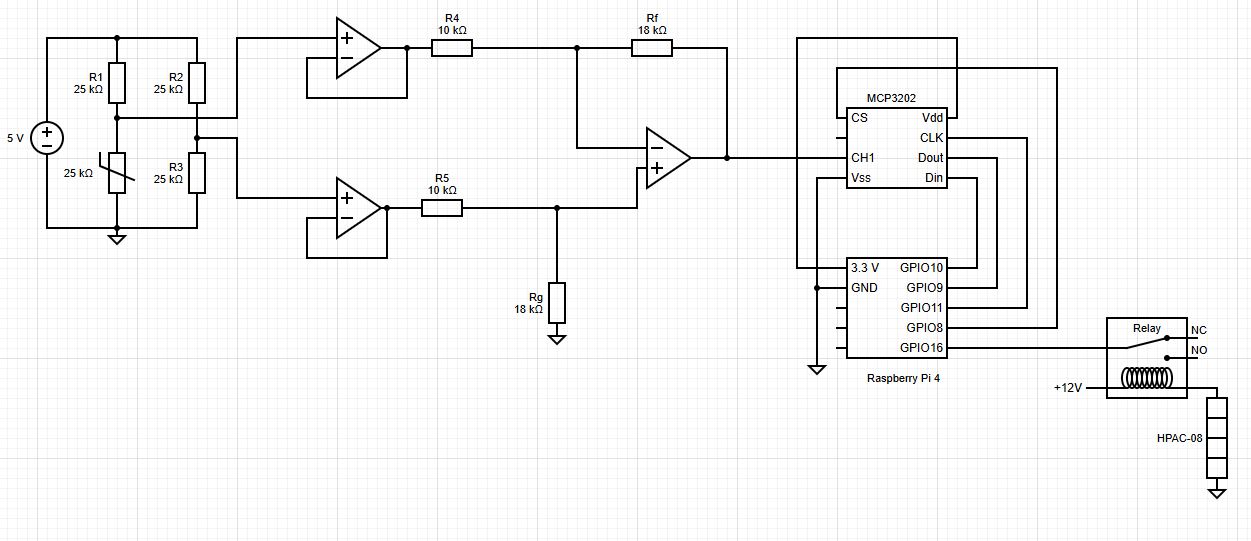 R4
10 kΩ
Rf
18 kΩ
R1
25 kΩ
R2
25 kΩ
5 V
25 kΩ
R3
25 kΩ
R5
10 kΩ
Rg
18 kΩ
MCP3202
CS
Vdd
CLK
CH1
Dout
Vss
Din
3.3 V
GPIO10
GND
GPIO9
GPIO11
GPIO8
GPIO16
Raspberry Pi 4
Relay
NC
NO
+12V
HPAC-08